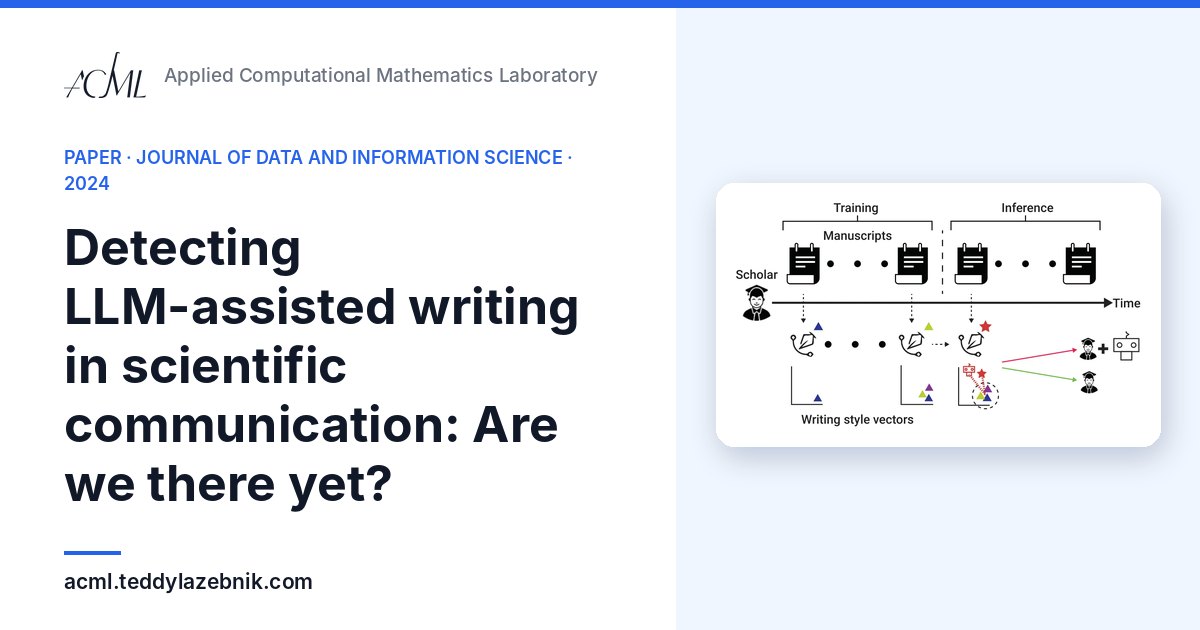 ACML
Applied Computational Mathematics Laboratory
PAPER · JOURNAL OF DATA AND INFORMATION SCIENCE ·
2024
Detecting
LLM-assisted writing
in scientific
communication: Are
we there yet?
acml.teddylazebnik.com
Training
Inference
Manuscripts
Scholar
Time
+
Writing style vectors